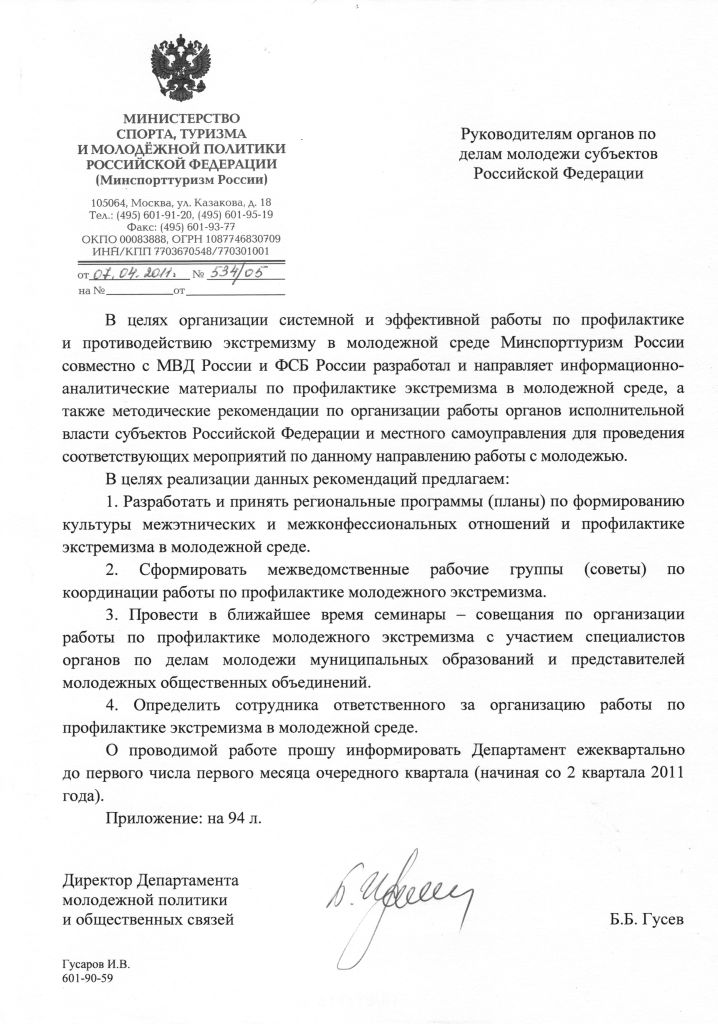 МИНИСТЕРСТВО
СПОРТА, ТУРИЗМА
И МОЛОДЁЖНОЙ ПОЛИТИКИ
РОССИЙСКОЙ ФЕДЕРАЦИИ
(Минспорттуризм России)
105064, Москва, ул. Казакова, д. 18
Тел.: (495) 601-91-20, (495) 601-95-19
Факс: (495) 601-93-77
ОКПО 00083888, ОГРН 1087746830709
ИНН/КПП 7703670548/770301001
от 07.04.2011г. № 534/05
на № от
Руководителям органов по
делам молодежи субъектов
Российской Федерации
В целях организации системной и эффективной работы по профилактике
и противодействию экстремизму в молодежной среде Минспорттуризм России
совместно с МВД России и ФСБ России разработал и направляет информационно-
аналитические материалы по профилактике экстремизма в молодежной среде, а
также методические рекомендации по организации работы органов исполнительной
власти субъектов Российской Федерации и местного самоуправления для проведения
соответствующих мероприятий по данному направлению работы с молодежью.
В целях реализации данных рекомендаций предлагаем:
1. Разработать и принять региональные программы (планы) по формированию
культуры межэтнических и межконфессиональных отношений и профилактике
экстремизма в молодежной среде.
2. Сформировать межведомственные рабочие группы (советы) по
координации работы по профилактике молодежного экстремизма.
3. Провести в ближайшее время семинары – совещания по организации
работы по профилактике молодежного экстремизма с участием специалистов
органов по делам молодежи муниципальных образований и представителей
молодежных общественных объединений.
4. Определить сотрудника ответственного за организацию работы по
профилактике экстремизма в молодежной среде.
О проводимой работе прошу информировать Департамент ежеквартально
до первого числа первого месяца очередного квартала (начиная со 2 квартала 2011
года).
Приложение: на 94 л.
Директор Департамента
молодежной политики
и общественных связей
Б.Б. Гусев
Гусаров И.В.
601-90-59